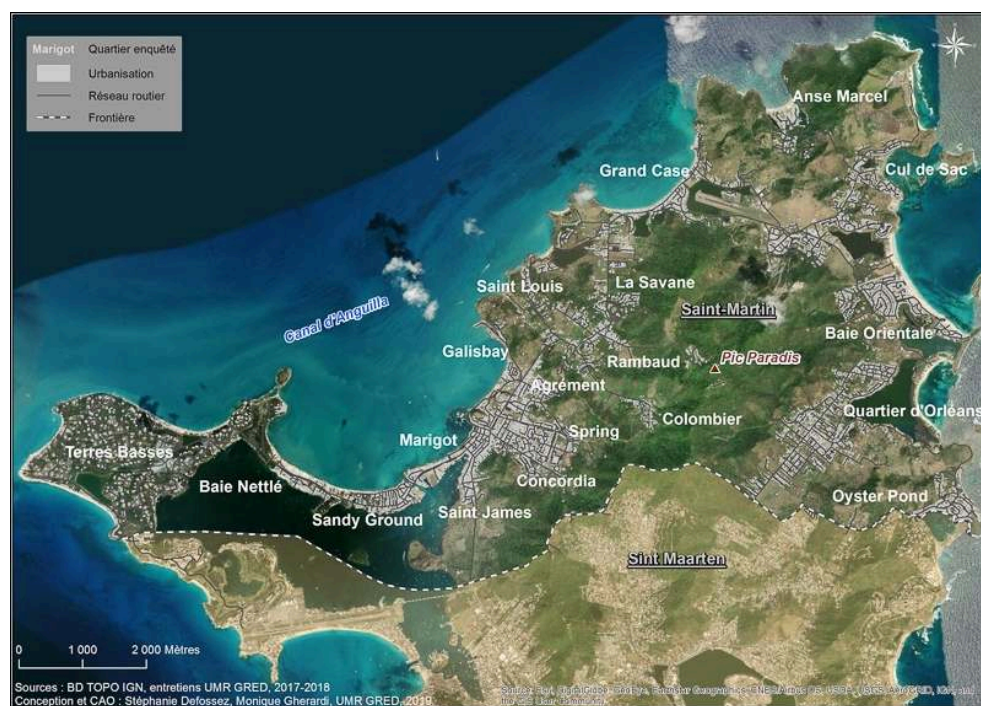 Marigot Quartier enquêté
Urbanisation
Réseau routier
Frontière
Anse Marcel
Grand Case
Cul de Sac
Saint Louis
La Savane
Canal d'Anguilla
Saint-Martin
Baie Orientale
Galisbay
Rambaud
Pic Paradis
Agrément
Colombier
Quartier d'Orléans
Marigot
Spring
Terres Basses
Baie Nettlé
Concordia
Oyster Pond
Sandy Ground
Saint James
Sint Maarten
0 1 000 2 000 Mètres
Sources : BD TOPO IGN, entretiens UMR GRED, 2017-2018
Conception et CAO : Stéphanie Defossez, Monique Gherardi, UMR GRED, 2019